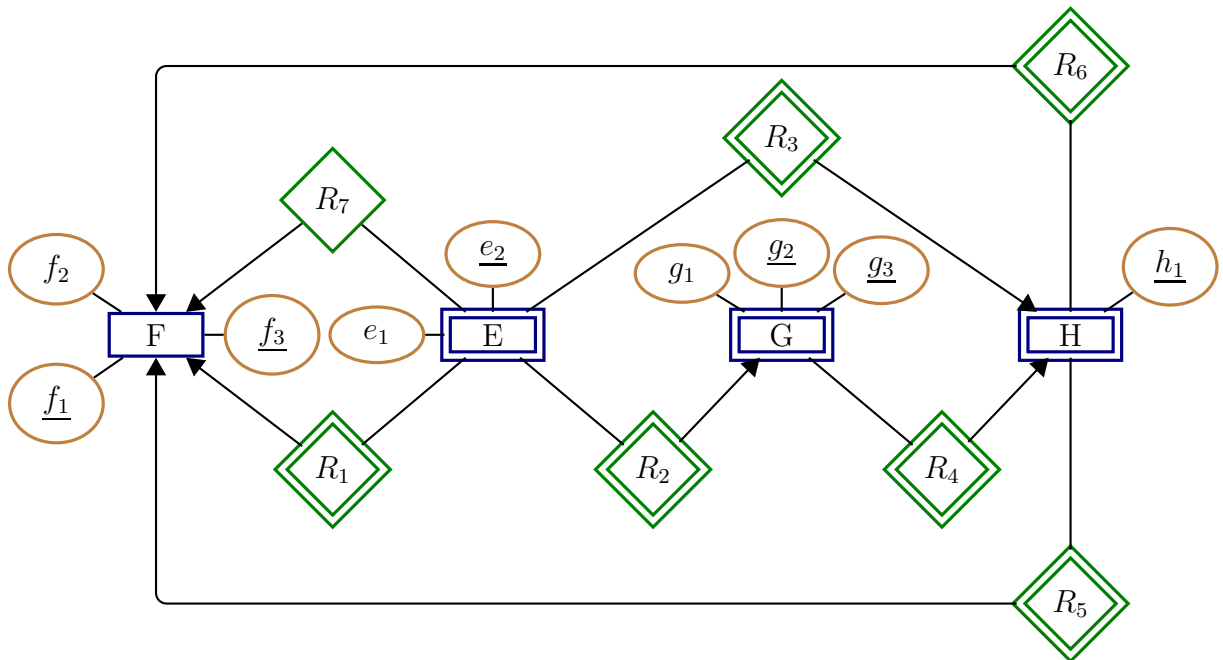 R₆
R₃
R₇
e₂
g₂
f₂
g₁
g₃
h₁
F
f₃
e₁
E
G
H
f₁
R₁
R₂
R₄
R₅